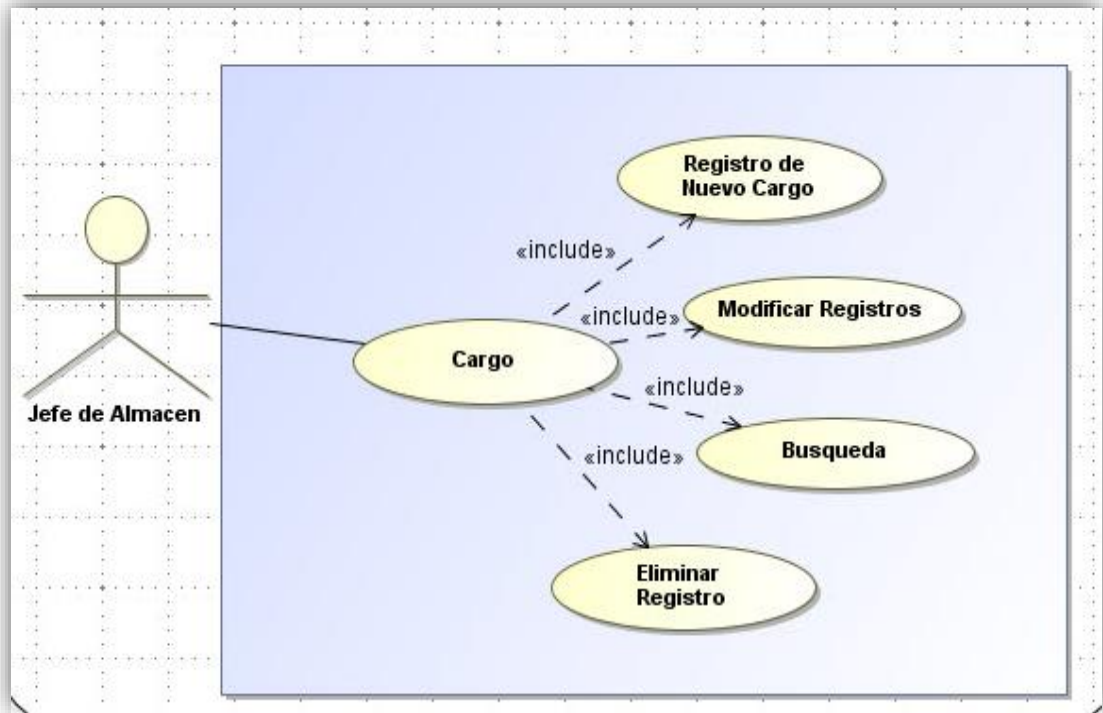 Registro de
Nuevo Cargo
«include»
Modificar Registros
«include»
Cargo
«include»
Jefe de Almacen
Busqueda
«include»
Eliminar
Registro